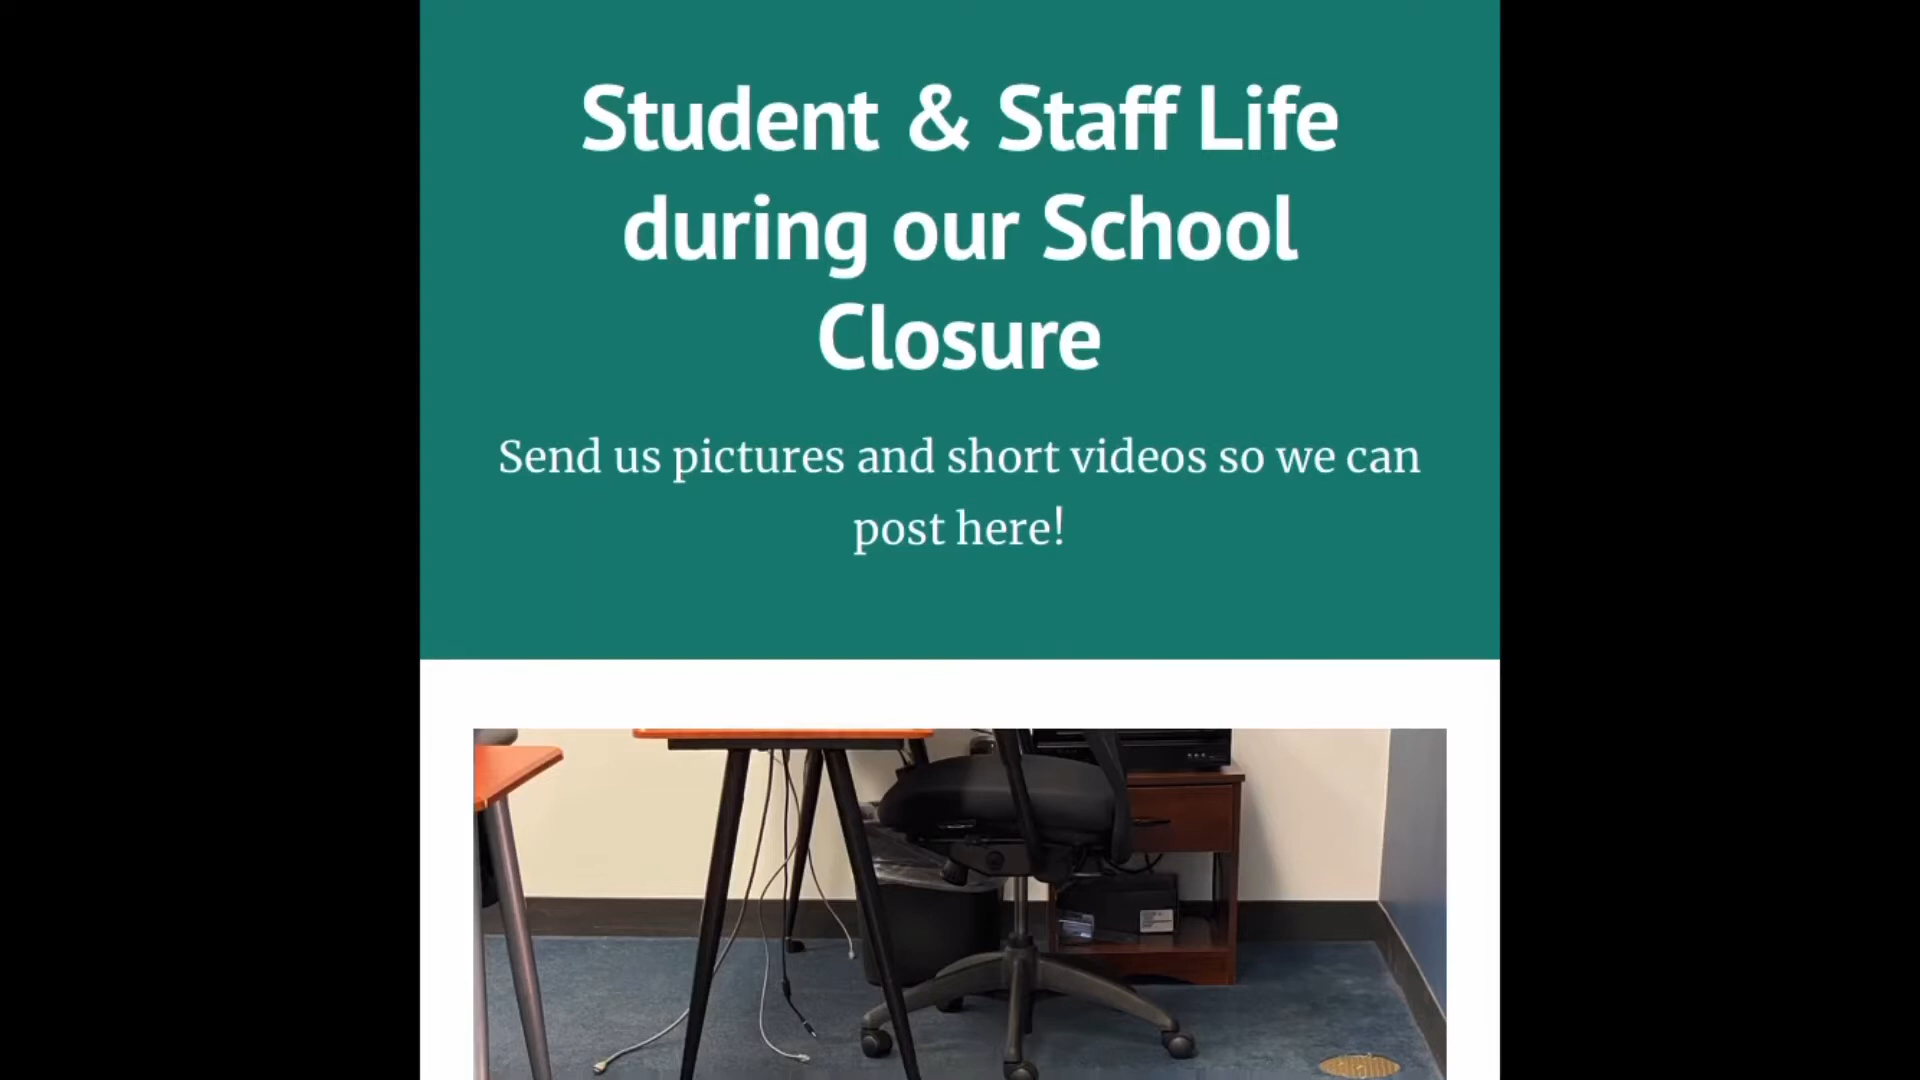 Student & Staff Life
during our School
Closure
Send us pictures and short videos so we can
post here!